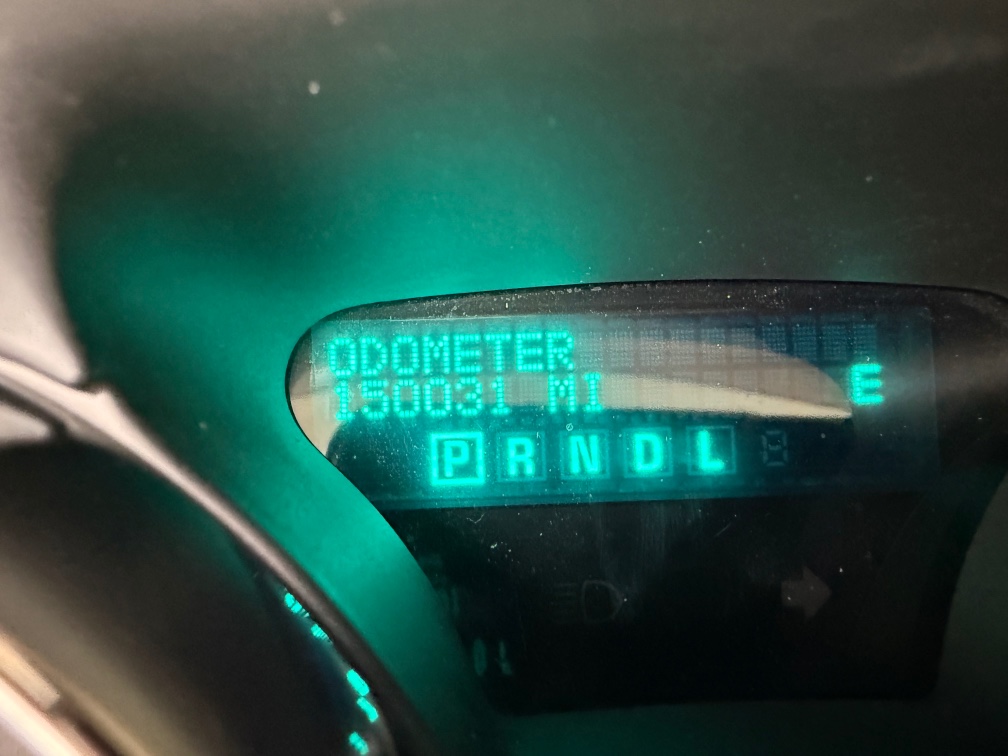 ODOMETER
150031 MI
E
P R N D L